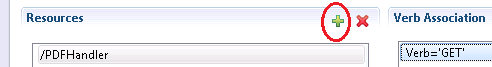 Resources
Verb Association
/PDFHandler
Verb='GET'